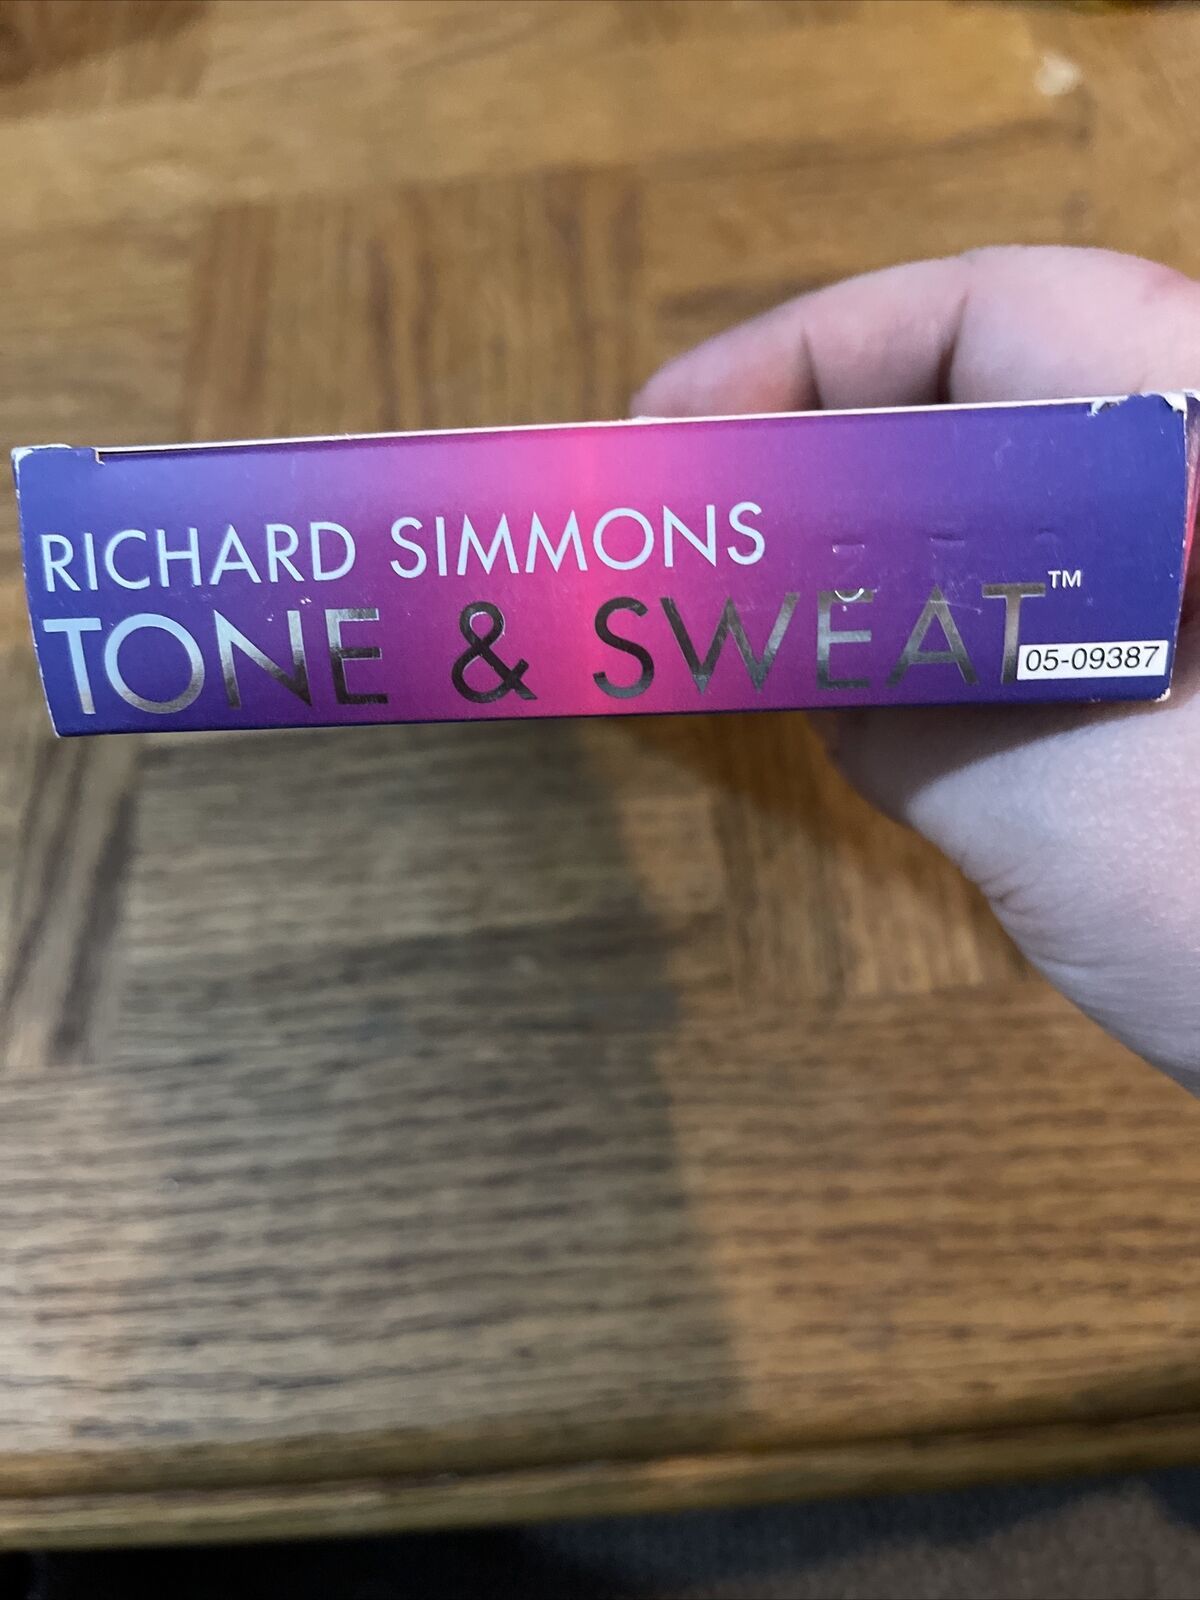 RICHARD SIMMONS
TONE & SWEAT™
05-09387